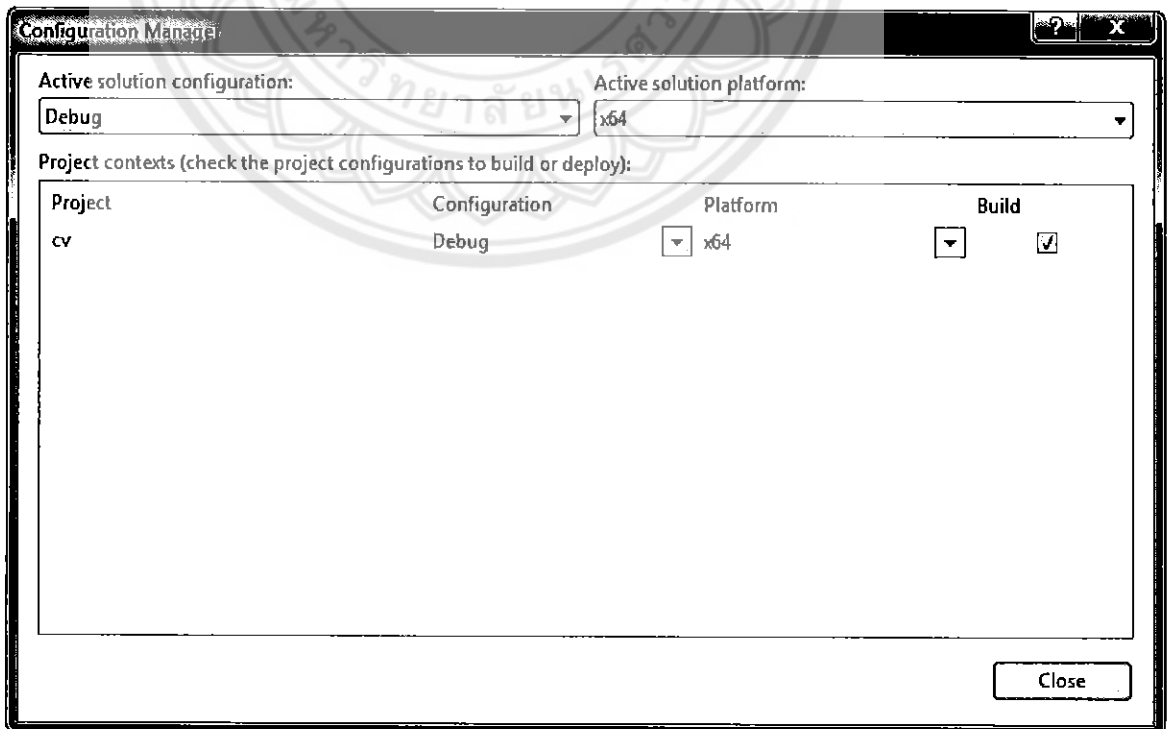 Configuration Manager
Active solution configuration:
Active solution platform:
Debug
x64
Project contexts (check the project configurations to build or deploy):
Project Configuration Platform Build
cv Debug x64
Close